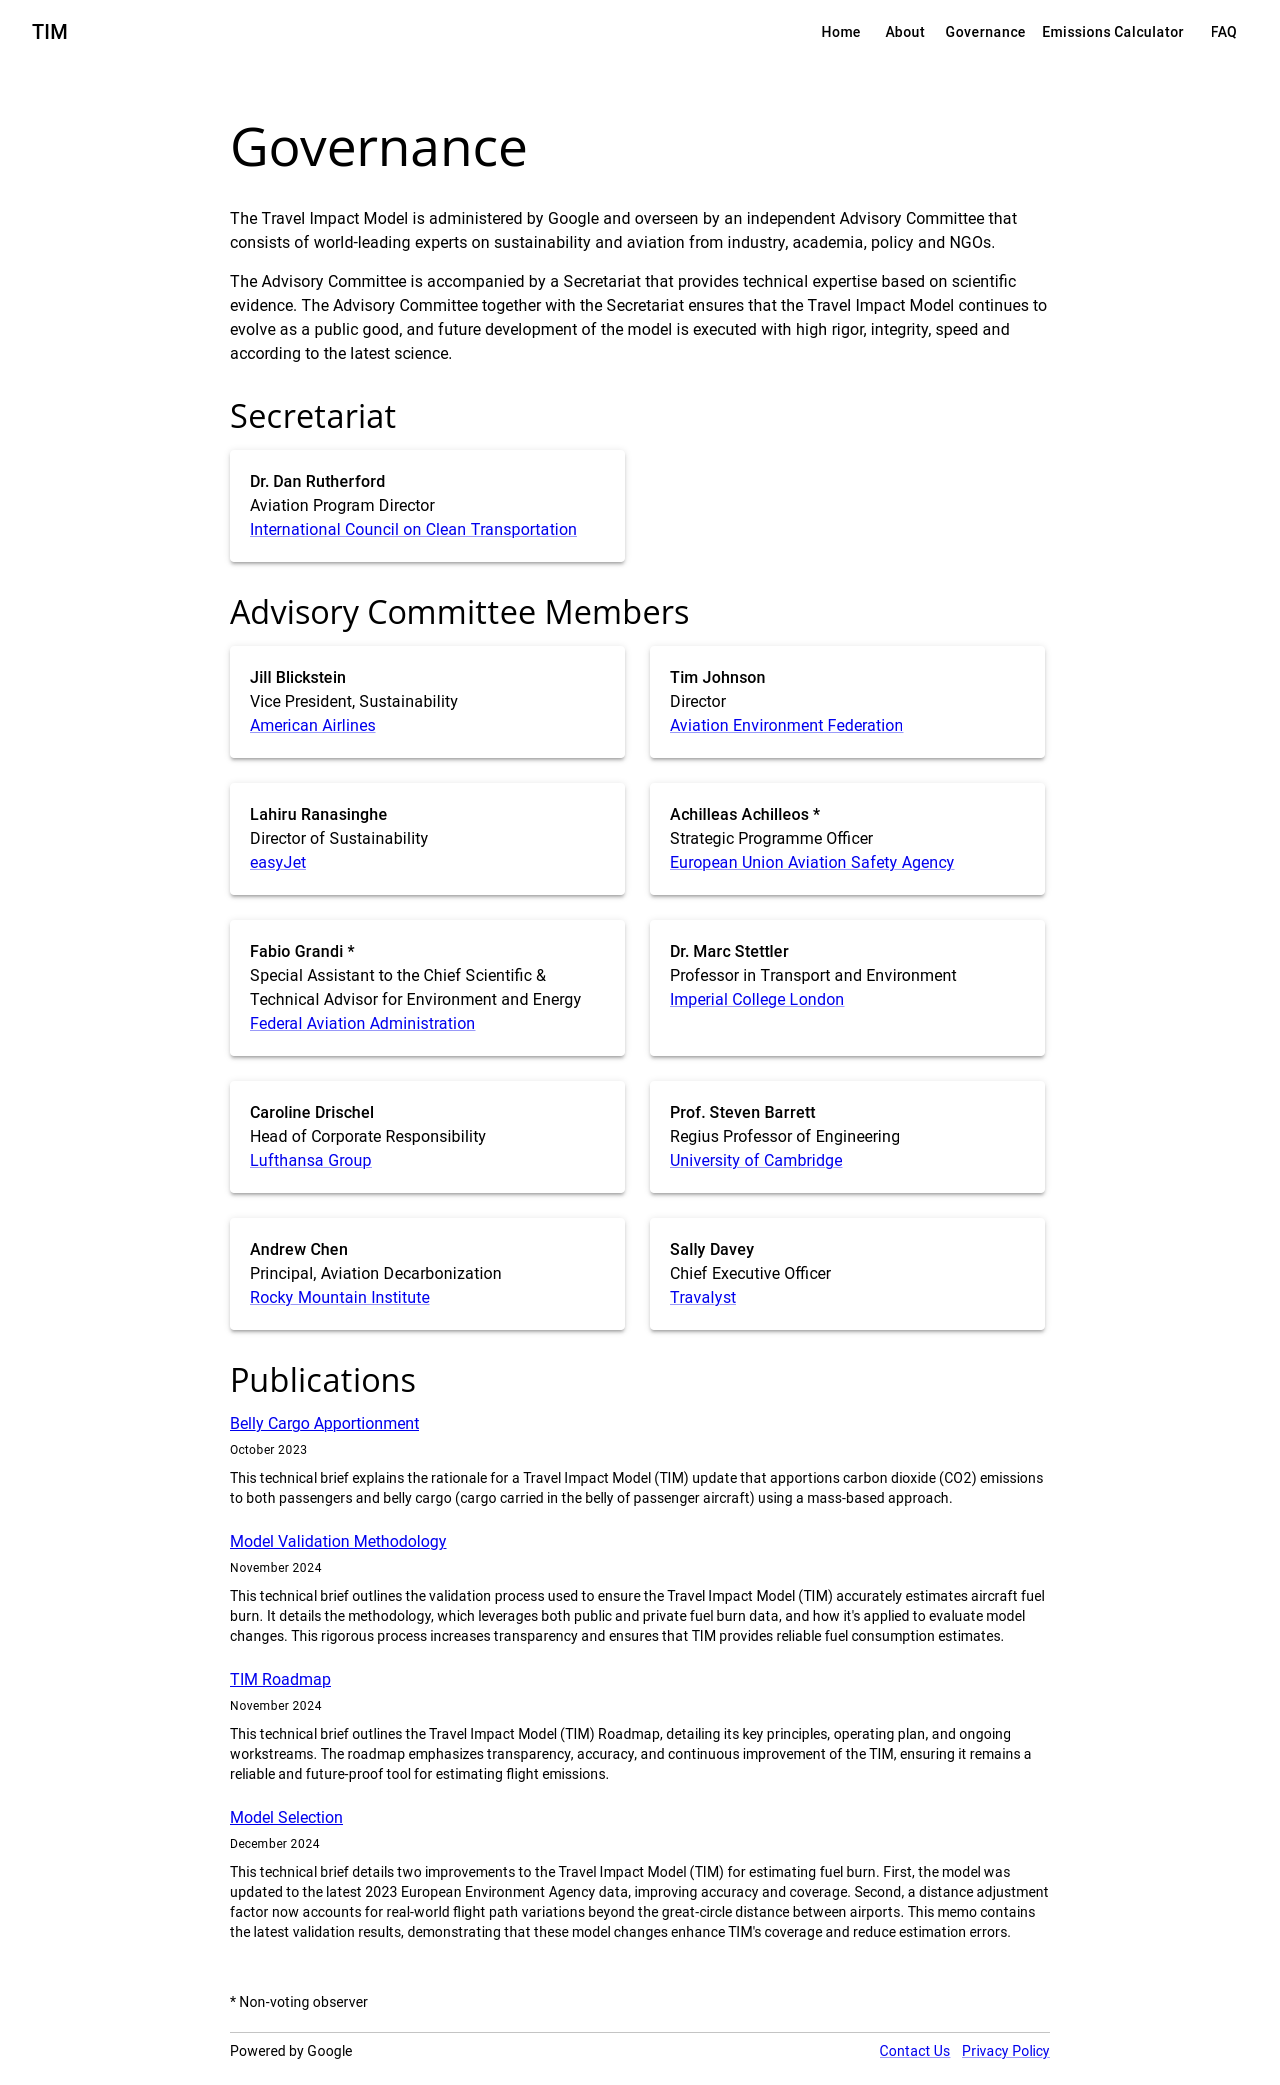 TIM
Home About Governance Emissions Calculator FAQ
Governance
The Travel Impact Model is administered by Google and overseen by an independent Advisory Committee that
consists of world-leading experts on sustainability and aviation from industry, academia, policy and NGOs.
The Advisory Committee is accompanied by a Secretariat that provides technical expertise based on scientific
evidence. The Advisory Committee together with the Secretariat ensures that the Travel Impact Model continues to
evolve as a public good, and future development of the model is executed with high rigor, integrity, speed and
according to the latest science.
Secretariat
Dr. Dan Rutherford
Aviation Program Director
International Council on Clean Transportation
Advisory Committee Members
Jill Blickstein
Vice President, Sustainability
American Airlines
Tim Johnson
Director
Aviation Environment Federation
Lahiru Ranasinghe
Director of Sustainability
easyJet
Achilleas Achilleos *
Strategic Programme Officer
European Union Aviation Safety Agency
Fabio Grandi *
Special Assistant to the Chief Scientific &
Technical Advisor for Environment and Energy
Federal Aviation Administration
Dr. Marc Stettler
Professor in Transport and Environment
Imperial College London
Caroline Drischel
Head of Corporate Responsibility
Lufthansa Group
Prof. Steven Barrett
Regius Professor of Engineering
University of Cambridge
Andrew Chen
Principal, Aviation Decarbonization
Rocky Mountain Institute
Sally Davey
Chief Executive Officer
Travalyst
Publications
Belly Cargo Apportionment
October 2023
This technical brief explains the rationale for a Travel Impact Model (TIM) update that apportions carbon dioxide (CO2) emissions
to both passengers and belly cargo (cargo carried in the belly of passenger aircraft) using a mass-based approach.
Model Validation Methodology
November 2024
This technical brief outlines the validation process used to ensure the Travel Impact Model (TIM) accurately estimates aircraft fuel
burn. It details the methodology, which leverages both public and private fuel burn data, and how it's applied to evaluate model
changes. This rigorous process increases transparency and ensures that TIM provides reliable fuel consumption estimates.
TIM Roadmap
November 2024
This technical brief outlines the Travel Impact Model (TIM) Roadmap, detailing its key principles, operating plan, and ongoing
workstreams. The roadmap emphasizes transparency, accuracy, and continuous improvement of the TIM, ensuring it remains a
reliable and future-proof tool for estimating flight emissions.
Model Selection
December 2024
This technical brief details two improvements to the Travel Impact Model (TIM) for estimating fuel burn. First, the model was
updated to the latest 2023 European Environment Agency data, improving accuracy and coverage. Second, a distance adjustment
factor now accounts for real-world flight path variations beyond the great-circle distance between airports. This memo contains
the latest validation results, demonstrating that these model changes enhance TIM's coverage and reduce estimation errors.
* Non-voting observer
Powered by Google
Contact Us Privacy Policy